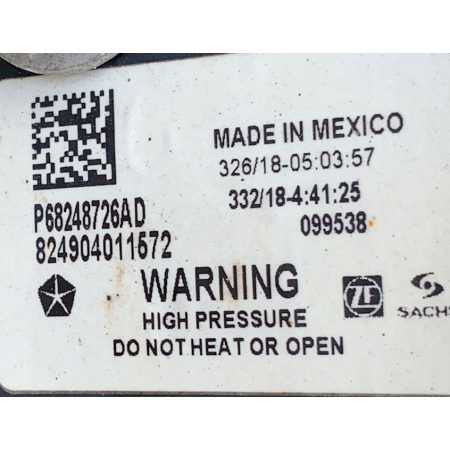 MADE IN MEXICO
326/18-05:03:57
332/18-4:41:25
099538
P68248726AD
824904011572
WARNING
HIGH PRESSURE
DO NOT HEAT OR OPEN
ZF
SACHS